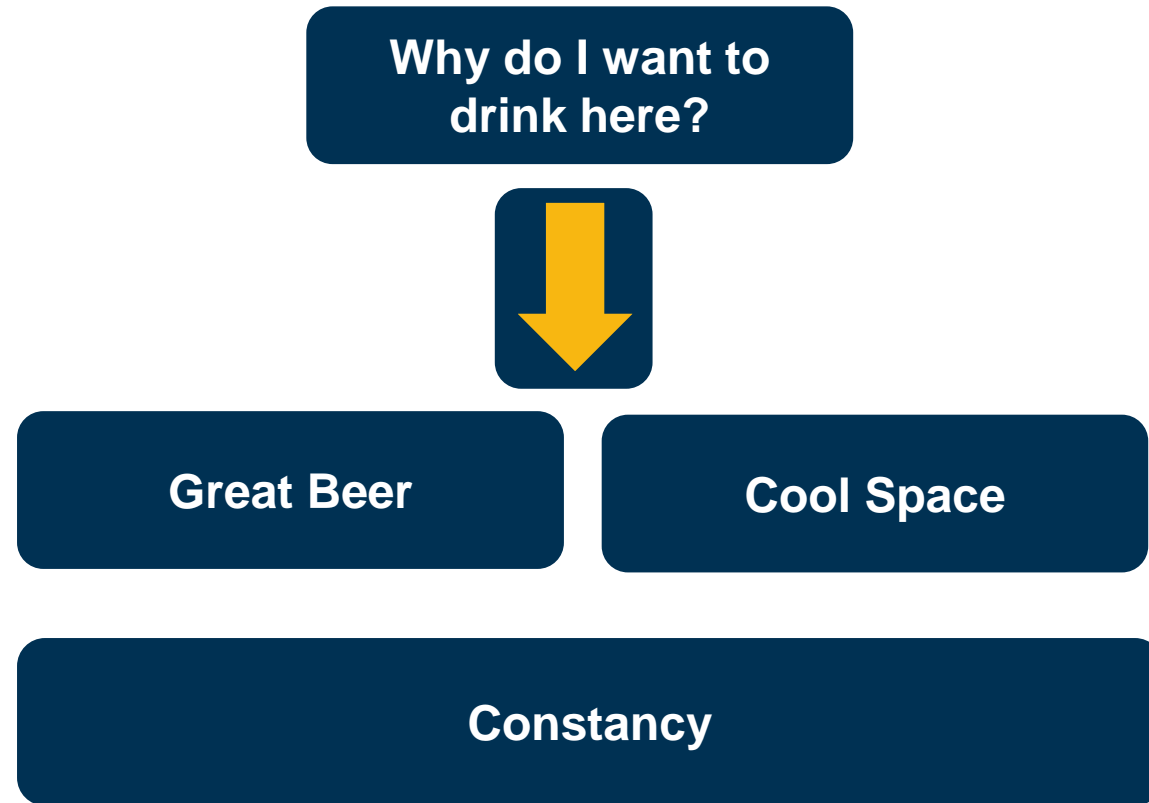 Why do I want to
drink here?
Great Beer
Cool Space
Constancy